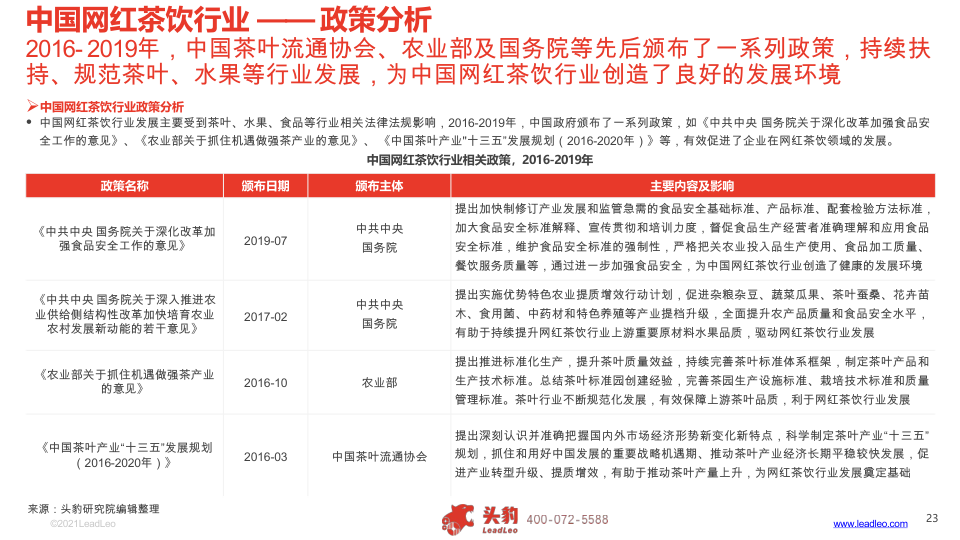 中国网红茶饮行业 —— 政策分析
2016- 2019年，中国茶叶流通协会、农业部及国务院等先后颁布了一系列政策，持续扶
持、规范茶叶、水果等行业发展，为中国网红茶饮行业创造了良好的发展环境
➢中国网红茶饮行业政策分析
• 中国网红茶饮行业发展主要受到茶叶、水果、食品等行业相关法律法规影响，2016-2019年，中国政府颁布了一系列政策，如《中共中央 国务院关于深化改革加强食品安
全工作的意见》、《农业部关于抓住机遇做强茶产业的意见》、 《中国茶叶产业"十三五"发展规划（2016-2020年）》等，有效促进了企业在网红茶饮领域的发展。
中国网红茶饮行业相关政策，2016-2019年
政策名称 颁布日期 颁布主体 主要内容及影响
《中共中央 国务院关于深化改革加
强食品安全工作的意见》
2019-07
中共中央
国务院
提出加快制修订产业发展和监管急需的食品安全基础标准、产品标准、配套检验方法标准，
加大食品安全标准解释、宣传贯彻和培训力度，督促食品生产经营者准确理解和应用食品
安全标准，维护食品安全标准的强制性，严格把关农业投入品生产使用、食品加工质量、
餐饮服务质量等，通过进一步加强食品安全，为中国网红茶饮行业创造了健康的发展环境
《中共中央 国务院关于深入推进农
业供给侧结构性改革加快培育农业
农村发展新动能的若干意见》
2017-02
中共中央
国务院
提出实施优势特色农业提质增效行动计划，促进杂粮杂豆、蔬菜瓜果、茶叶蚕桑、花卉苗
木、食用菌、中药材和特色养殖等产业提档升级，全面提升农产品质量和食品安全水平，
有助于持续提升网红茶饮行业上游重要原材料水果品质，驱动网红茶饮行业发展
《农业部关于抓住机遇做强茶产业
的意见》
2016-10
农业部
提出推进标准化生产，提升茶叶质量效益，持续完善茶叶标准体系框架，制定茶叶产品和
生产技术标准。总结茶叶标准园创建经验，完善茶园生产设施标准、栽培技术标准和质量
管理标准。茶叶行业不断规范化发展，有效保障上游茶叶品质，利于网红茶饮行业发展
《中国茶叶产业“十三五”发展规划
（2016-2020年）》
2016-03
中国茶叶流通协会
提出深刻认识并准确把握国内外市场经济形势新变化新特点，科学制定茶叶产业“十三五”
规划，抓住和用好中国发展的重要战略机遇期、推动茶叶产业经济长期平稳较快发展，促
进产业转型升级、提质增效，有助于推动茶叶产量上升，为网红茶饮行业发展奠定基础
来源：头豹研究院编辑整理
©2021LeadLeo
头豹
LeadLeo
400-072-5588
www.leadleo.com
23